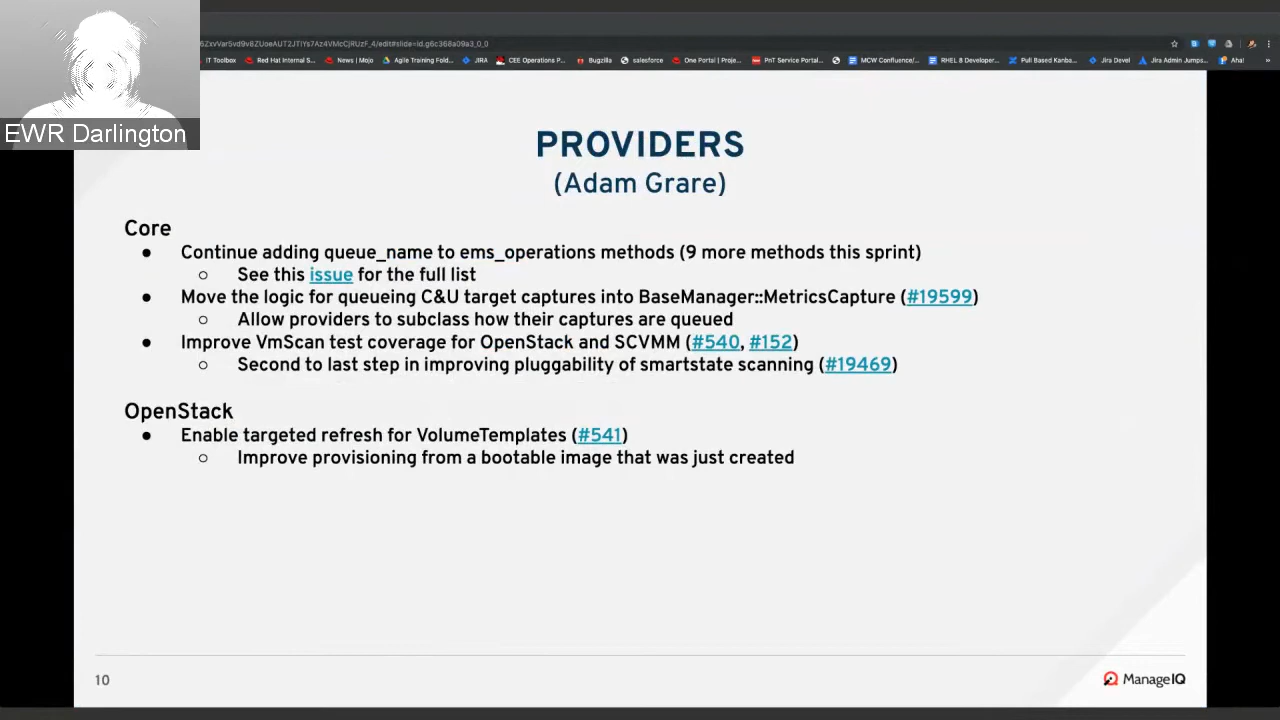 6ZxvVar5vd9v8ZUoeAUT2JTlYs7Az4VMcCjRUzF_4/edit#slide=id.g6c368a09a3_0_0
IT Toolbox Red Hat Internal S... News | Mojo Agile Training Fold... JIRA CEE Operations P... Bugzilla salesforce One Portal | Proje... PnT Service Portal... MCW Confluence/... RHEL 8 Developer... Pull Based Kanba... Jira Devel Jira Admin Jumps... Aha! »
EWR Darlington
PROVIDERS
(Adam Grare)
Core
● Continue adding queue_name to ems_operations methods (9 more methods this sprint)
○ See this issue for the full list
● Move the logic for queueing C&U target captures into BaseManager::MetricsCapture (#19599)
○ Allow providers to subclass how their captures are queued
● Improve VmScan test coverage for OpenStack and SCVMM (#540, #152)
○ Second to last step in improving pluggability of smartstate scanning (#19469)
OpenStack
● Enable targeted refresh for VolumeTemplates (#541)
○ Improve provisioning from a bootable image that was just created
10
ManageIQ